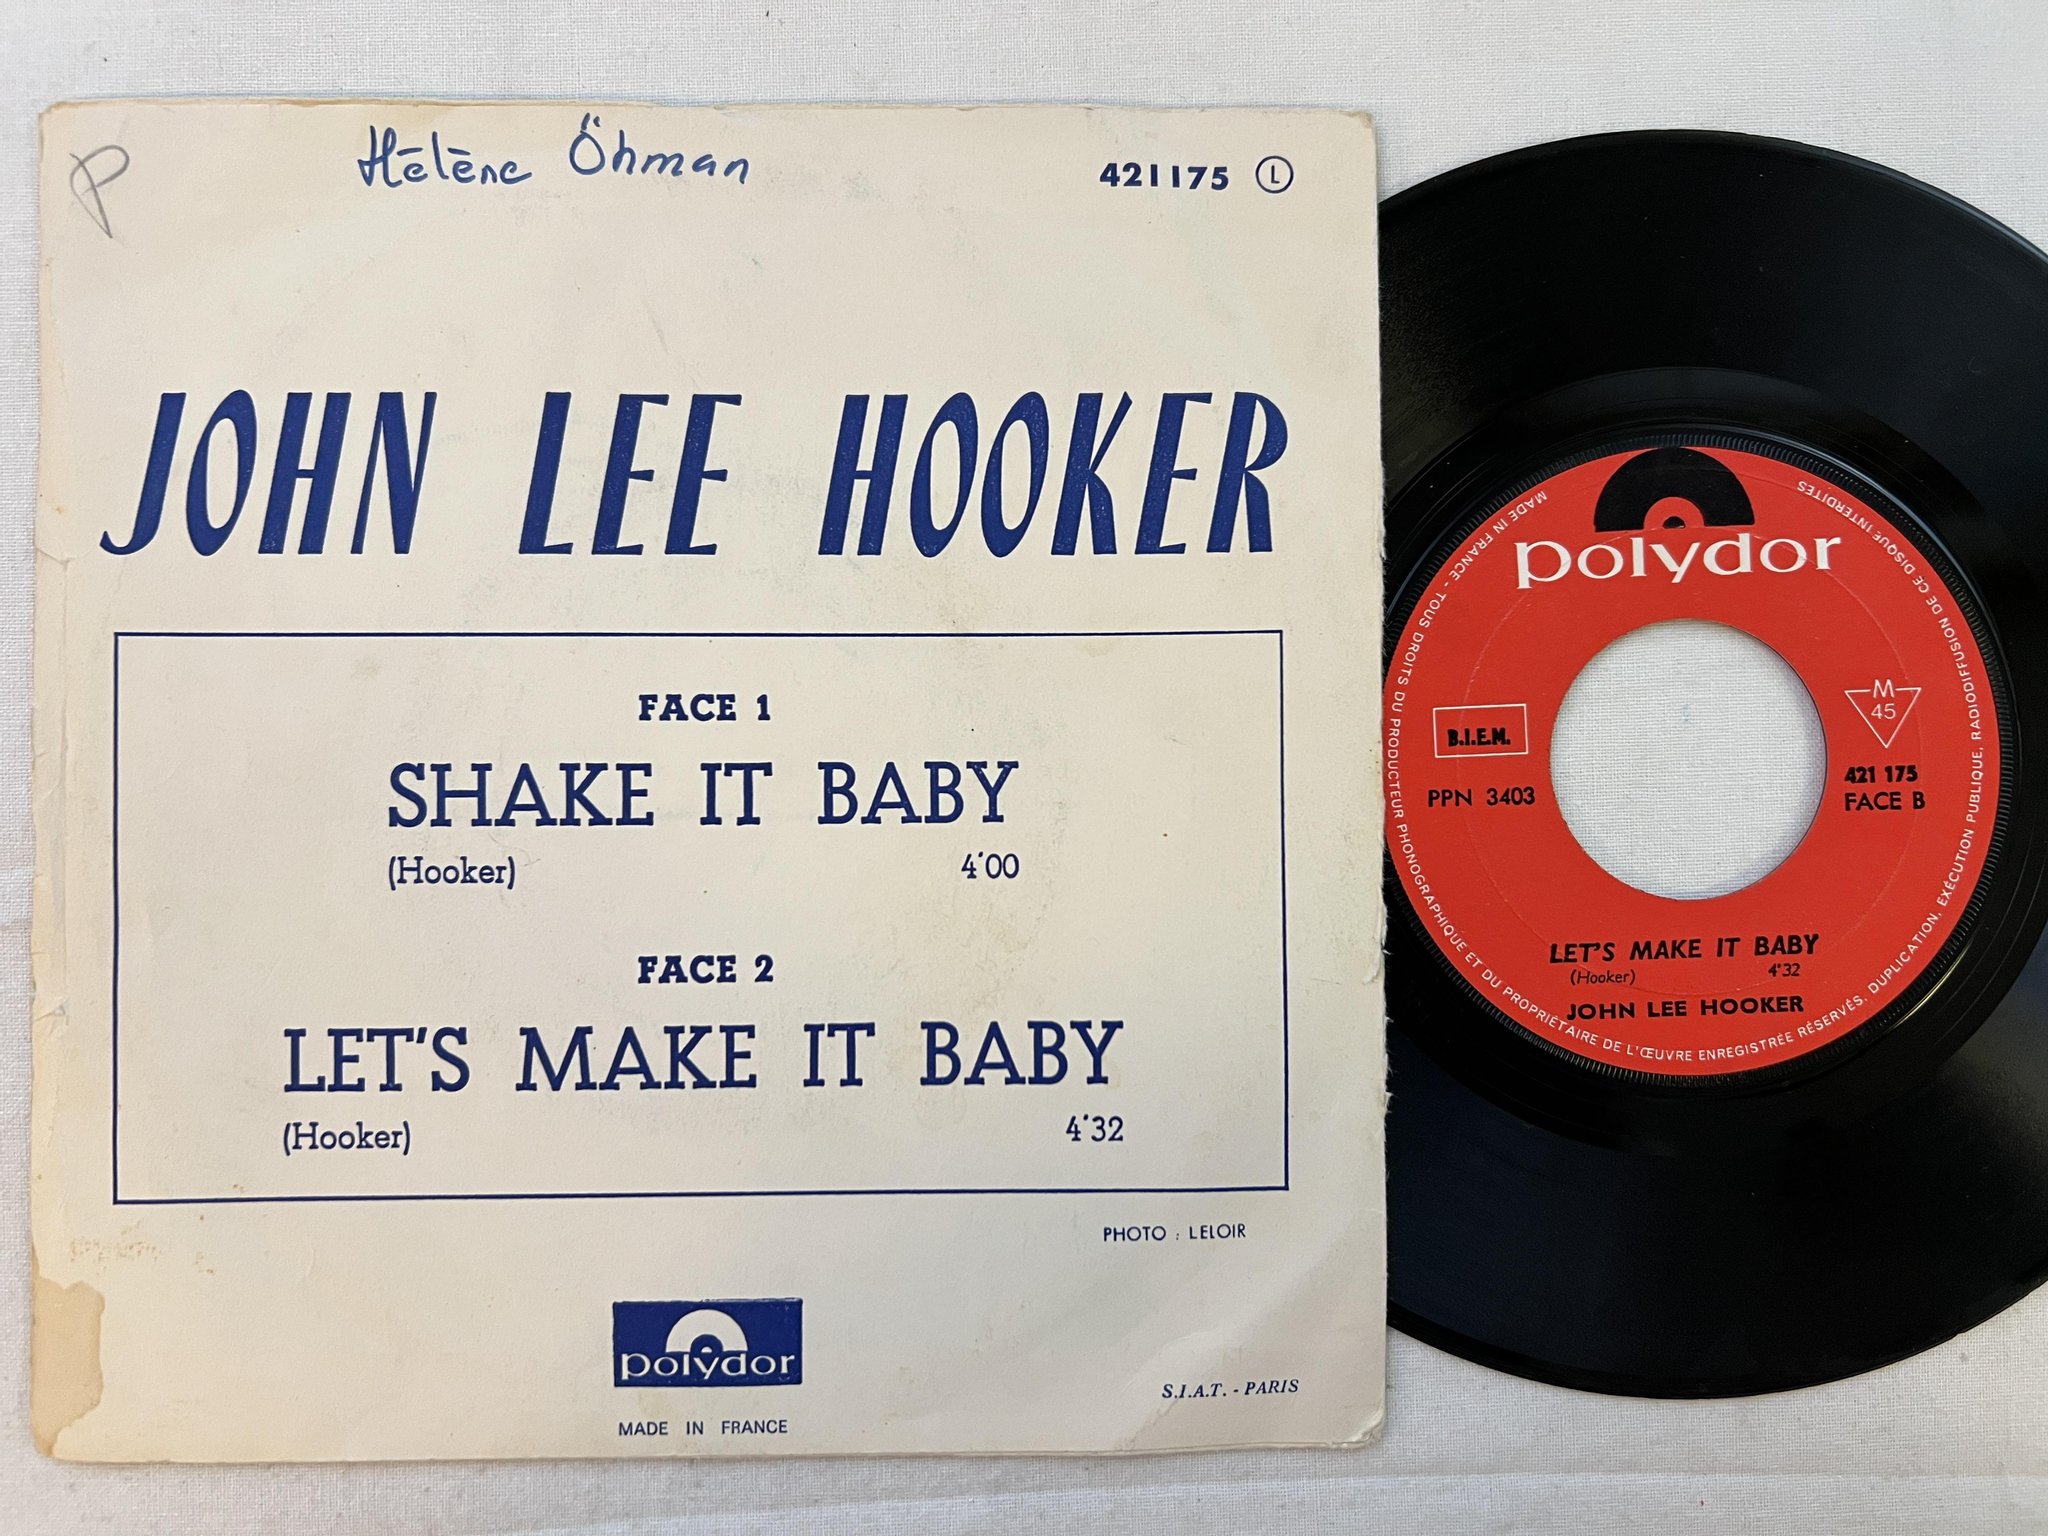 P
Hélène Öhman
421175 L
JOHN LEE HOOKER
FACE 1
SHAKE IT BABY
(Hooker) 4'00
FACE 2
LET'S MAKE IT BABY
(Hooker) 4'32
PHOTO : LELOIR
polydor
S.I.A.T. - PARIS
MADE IN FRANCE
polydor
MADE IN FRANCE - TOUS DROITS DU PRODUCTEUR PHONOGRAPHIQUE ET DU PROPRIÉTAIRE DE L'ŒUVRE ENREGISTRÉE RÉSERVÉS. DUPLICATION, EXÉCUTION PUBLIQUE, RADIODIFFUSION DE CE DISQUE INTERDITES
B.I.E.M.
PPN 3403
M
45
421 175
FACE B
LET'S MAKE IT BABY
(Hooker) 4'32
JOHN LEE HOOKER